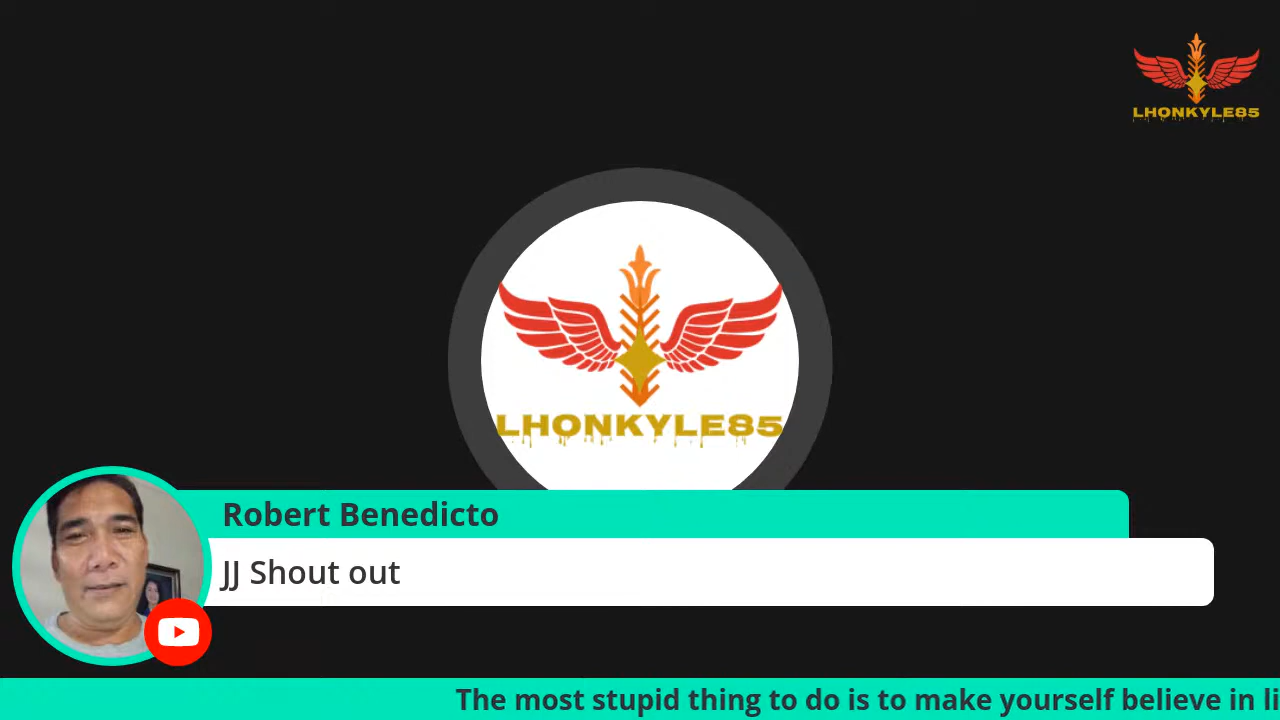 LHONKYLE85
LHONKYLE85
Robert Benedicto
JJ Shout out
The most stupid thing to do is to make yourself believe in li